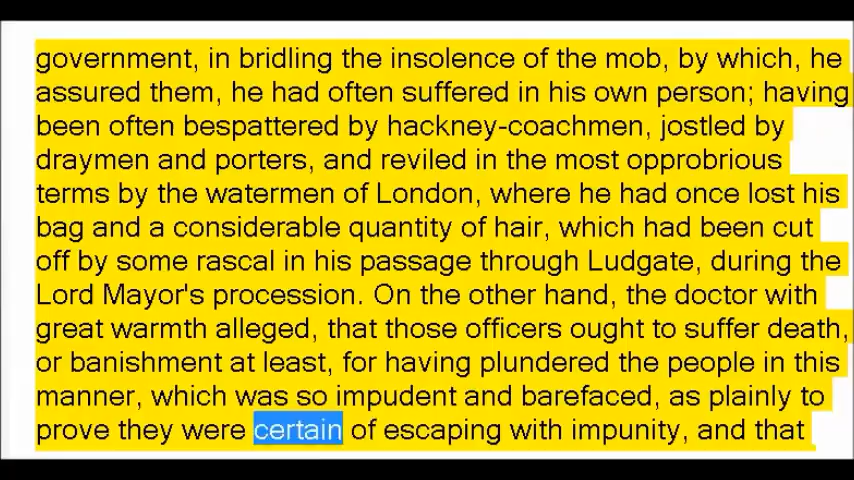 government, in bridling the insolence of the mob, by which, he
assured them, he had often suffered in his own person; having
been often bespattered by hackney-coachmen, jostled by
draymen and porters, and reviled in the most opprobrious
terms by the watermen of London, where he had once lost his
bag and a considerable quantity of hair, which had been cut
off by some rascal in his passage through Ludgate, during the
Lord Mayor's procession. On the other hand, the doctor with
great warmth alleged, that those officers ought to suffer death,
or banishment at least, for having plundered the people in this
manner, which was so impudent and barefaced, as plainly to
prove they were certain of escaping with impunity, and that